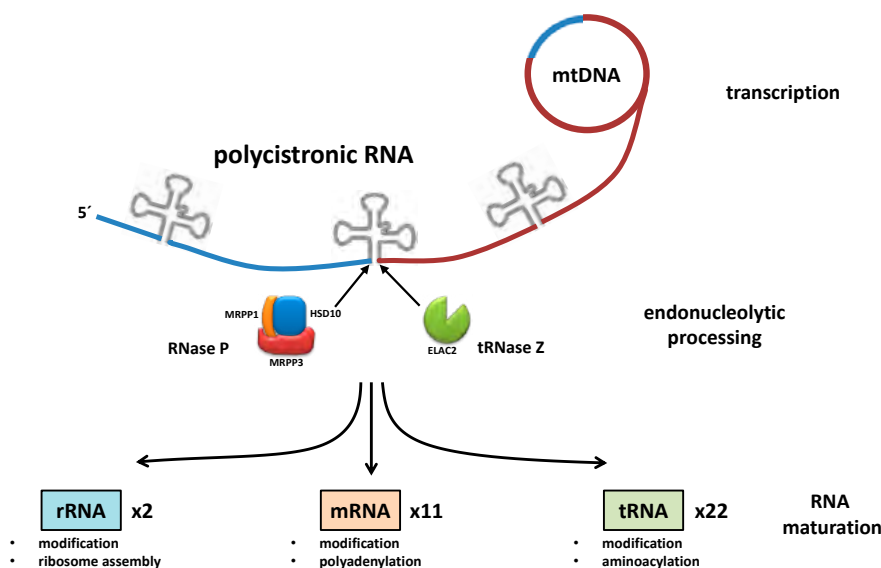 mtDNA
transcription
polycistronic RNA
5´
MRPP1
HSD10
RNase P
MRPP3
ELAC2
tRNase Z
endonucleolytic
processing
rRNA x2
• modification
• ribosome assembly
mRNA x11
• modification
• polyadenylation
tRNA x22
• modification
• aminoacylation
RNA
maturation